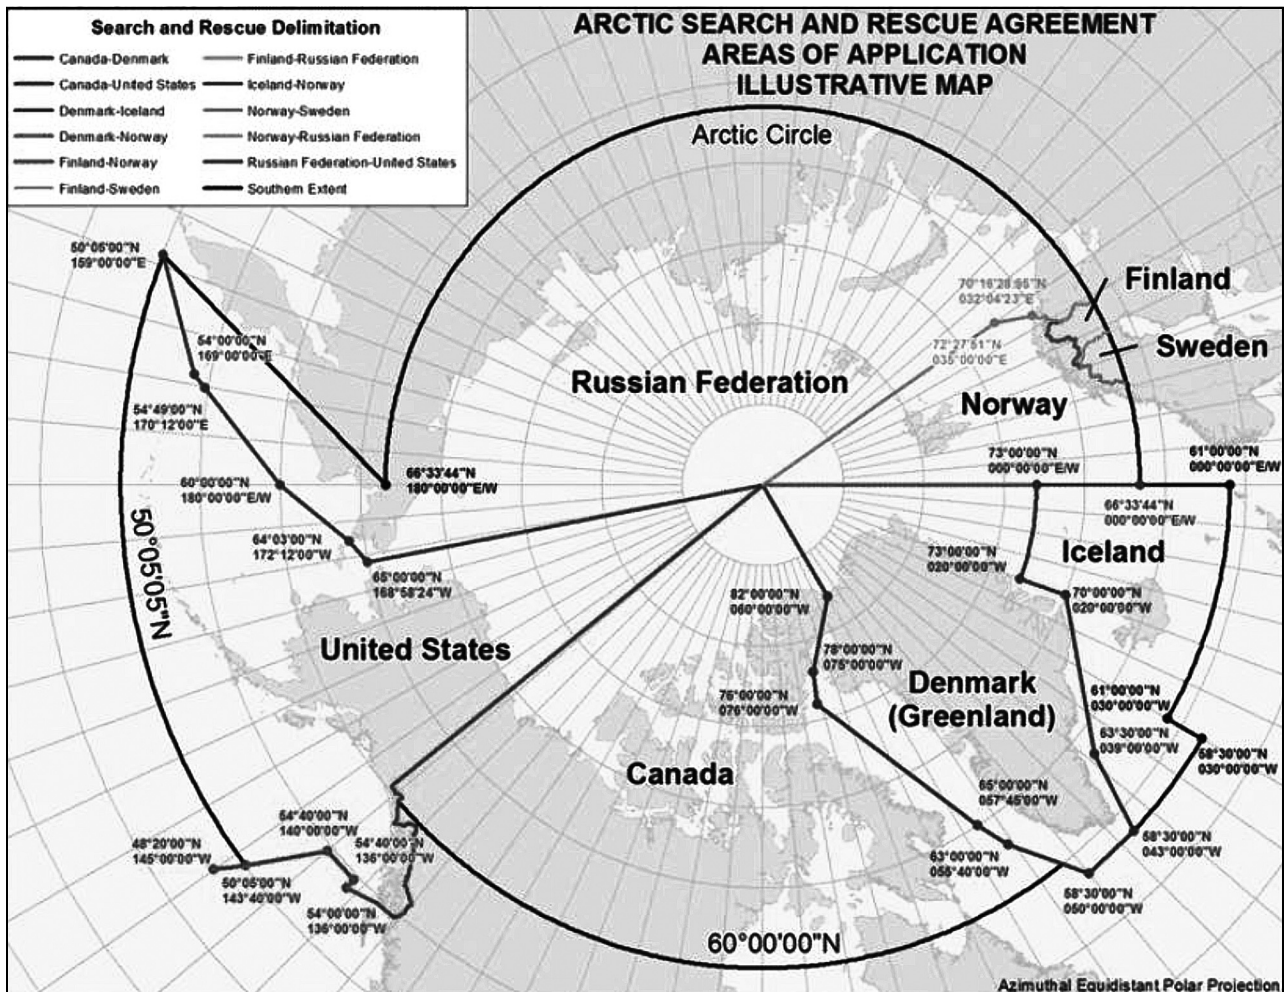 Search and Rescue Delimitation
Canada-Denmark
Canada-United States
Denmark-Iceland
Denmark-Norway
Finland-Norway
Finland-Sweden
Finland-Russian Federation
Iceland-Norway
Norway-Sweden
Norway-Russian Federation
Russian Federation-United States
Southern Extent
ARCTIC SEARCH AND RESCUE AGREEMENT
AREAS OF APPLICATION
ILLUSTRATIVE MAP
Arctic Circle
50°05'00"N
159°00'00"E
54°00'00"N
169°00'00"E
54°49'00"N
170°12'00"E
60°00'00"N
180°00'00"E/W
64°03'00"N
172°12'00"W
65°00'00"N
168°58'24"W
66°33'44"N
180°00'00"E/W
50°05'05"N
Russian Federation
70°16'28.95"N
032°04'23"E
72°27'51"N
035°00'00"E
Finland
Sweden
Norway
73°00'00"N
000°00'00"E/W
61°00'00"N
000°00'00"E/W
66°33'44"N
000°00'00"E/W
Iceland
73°00'00"N
020°00'00"W
70°00'00"N
020°00'00"W
82°00'00"N
060°00'00"W
78°00'00"N
075°00'00"W
76°00'00"N
076°00'00"W
United States
Denmark
(Greenland)
61°00'00"N
030°00'00"W
63°30'00"N
039°00'00"W
58°30'00"N
030°00'00"W
Canada
65°00'00"N
057°45'00"W
63°00'00"N
055°40'00"W
58°30'00"N
043°00'00"W
58°30'00"N
050°00'00"W
54°40'00"N
140°00'00"W
54°40'00"N
136°00'00"W
48°20'00"N
145°00'00"W
50°05'00"N
143°40'00"W
54°00'00"N
136°00'00"W
60°00'00"N
Azimuthal Equidistant Polar Projection